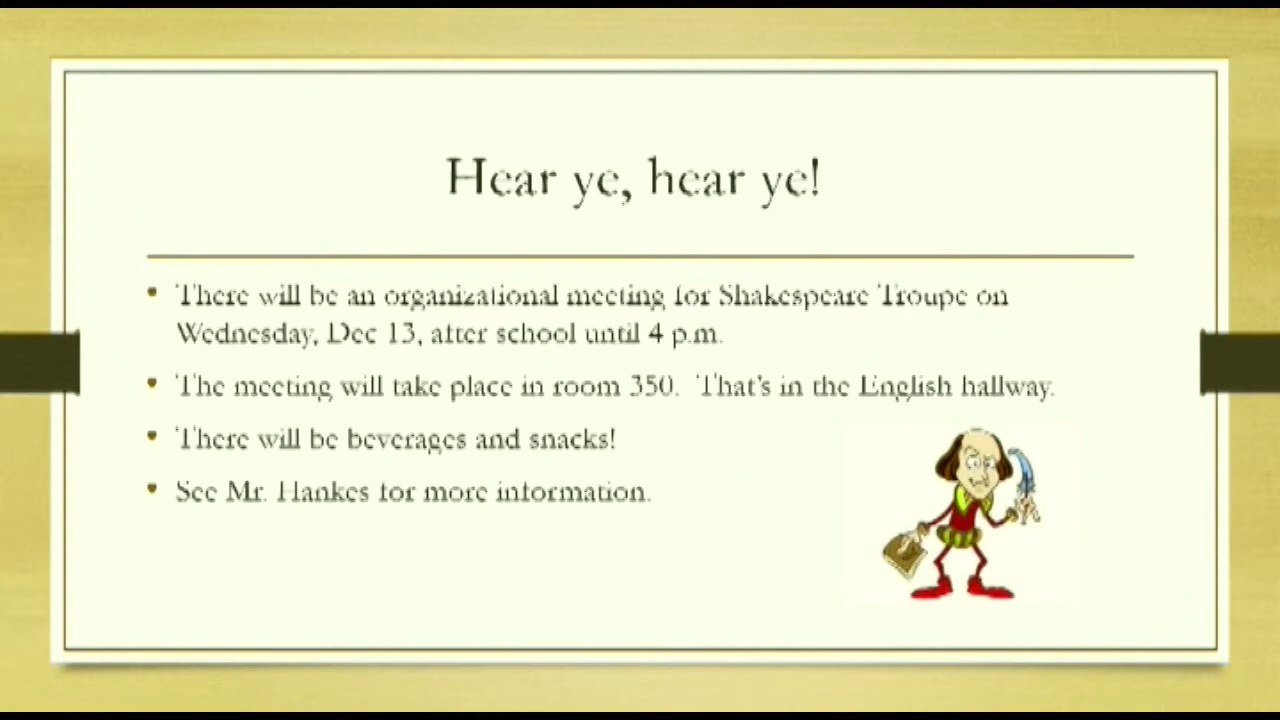 Hear ye, hear ye!
• There will be an organizational meeting for Shakespeare Troupe on
Wednesday, Dec 13, after school until 4 p.m.
• The meeting will take place in room 350.  That's in the English hallway.
• There will be beverages and snacks!
• See Mr. Hankes for more information.